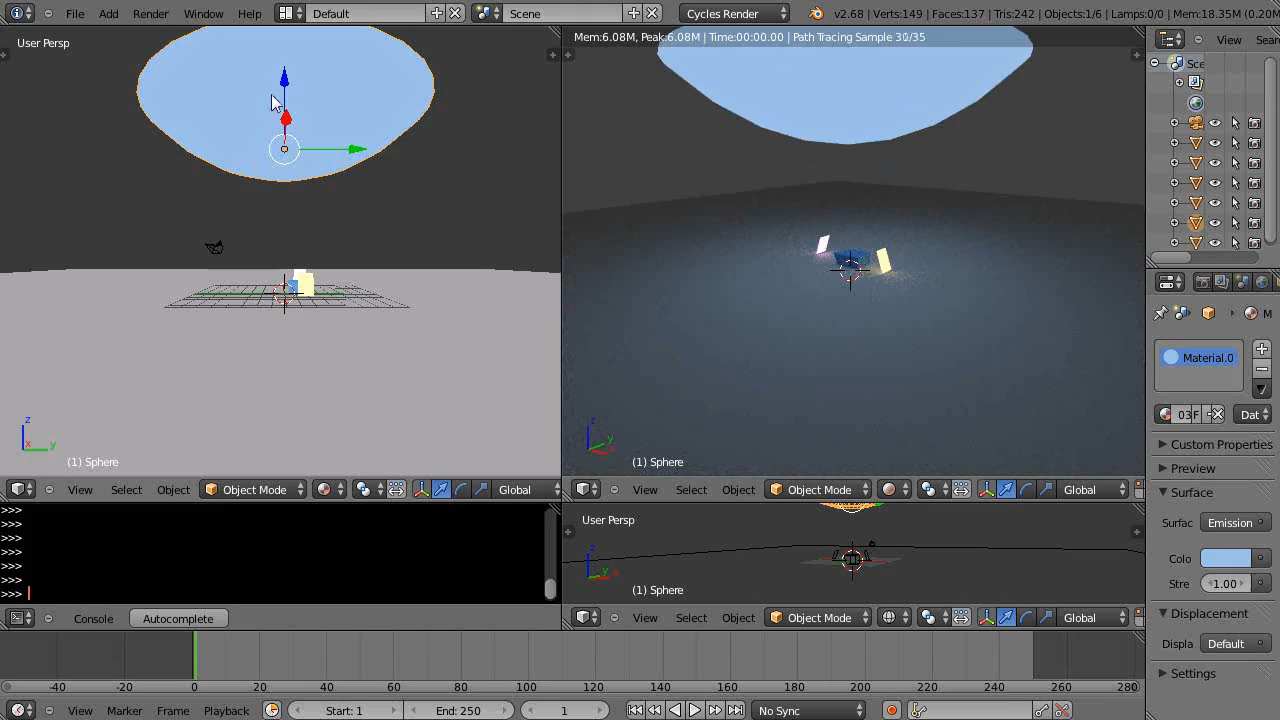 File Add Render Window Help Default Scene Cycles Render v2.68 | Verts:149 | Faces:137 | Tris:242 | Objects:1/6 | Lamps:0/0 | Mem:18.35M (0.20M
User Persp
Mem:6.08M, Peak:6.08M | Time:00:00.00 | Path Tracing Sample 30/35
View Sear
Sce
z
y
x
(1) Sphere
z
y
x
(1) Sphere
View Select Object Object Mode Global
View Select Object Object Mode Global
M
Material.0
03 F Dat
Custom Properties
Preview
Surface
Surfac Emission
Colo
Stre 1.00
Displacement
Displa Default
Settings
>>>
>>>
>>>
>>>
>>>
>>>
>>>
Console Autocomplete
User Persp
z
y
x
(1) Sphere
View Select Object Object Mode Global
-40 -20 0 20 40 60 80 100 120 140 160 180 200 220 240 260 280
View Marker Frame Playback Start: 1 End: 250 1 No Sync